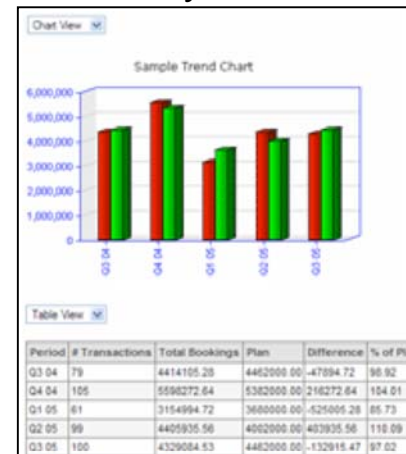 Chart View
Sample Trend Chart
6,000,000
5,000,000
4,000,000
3,000,000
2,000,000
1,000,000
0
Q3 04 Q4 04 Q1 05 Q2 05 Q3 05
Table View
Period # Transactions Total Bookings Plan Difference % of Pl
Q3 04 79 4414105.28 4462000.00 -47894.72 98.92
Q4 04 105 5598272.64 5382000.00 216272.64 104.01
Q1 05 61 3154994.72 3680000.00 -525005.28 85.73
Q2 05 99 4405935.56 4002000.00 403935.56 110.09
Q3 05 100 4329084.53 4462000.00 -132915.47 97.02